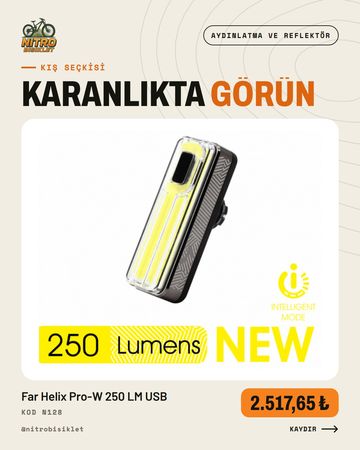 NITRO
BISIKLET
AYDINLATMA VE REFLEKTÖR
KIŞ SEÇKİSİ
KARANLIKTA GÖRÜN
INTELLIGENT
MODE
250 Lumens NEW
Far Helix Pro-W 250 LM USB
KOD N128
2.517,65 ₺
@nitrobisiklet
KAYDIR →